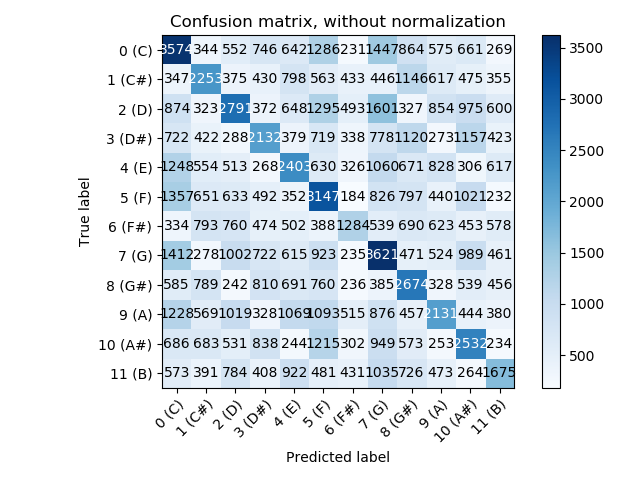 Confusion matrix, without normalization
True label
0 (C) 3574 344 552 746 642 1286 231 1447 864 575 661 269
1 (C#) 347 2253 375 430 798 563 433 446 1146 617 475 355
2 (D) 874 323 2791 372 648 1295 493 1601 327 854 975 600
3 (D#) 722 422 288 2132 379 719 338 778 1120 273 1157 423
4 (E) 1248 554 513 268 2403 630 326 1060 671 828 306 617
5 (F) 1357 651 633 492 352 3147 184 826 797 440 1021 232
6 (F#) 334 793 760 474 502 388 1284 539 690 623 453 578
7 (G) 1412 278 1002 722 615 923 235 3621 471 524 989 461
8 (G#) 585 789 242 810 691 760 236 385 2674 328 539 456
9 (A) 1228 569 1019 328 1069 1093 515 876 457 2131 444 380
10 (A#) 686 683 531 838 244 1215 302 949 573 253 2532 234
11 (B) 573 391 784 408 922 481 431 1035 726 473 264 1675
0 (C) 1 (C#) 2 (D) 3 (D#) 4 (E) 5 (F) 6 (F#) 7 (G) 8 (G#) 9 (A) 10 (A#) 11 (B)
Predicted label
3500
3000
2500
2000
1500
1000
500